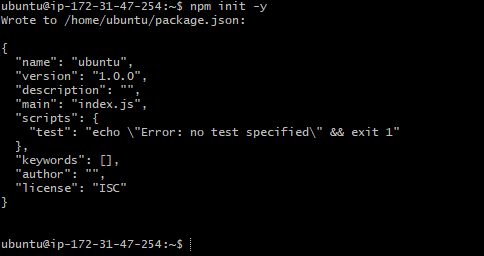 ubuntu@ip-172-31-47-254:~$ npm init -y
Wrote to /home/ubuntu/package.json:

{
  "name": "ubuntu",
  "version": "1.0.0",
  "description": "",
  "main": "index.js",
  "scripts": {
    "test": "echo \"Error: no test specified\" && exit 1"
  },
  "keywords": [],
  "author": "",
  "license": "ISC"
}


ubuntu@ip-172-31-47-254:~$